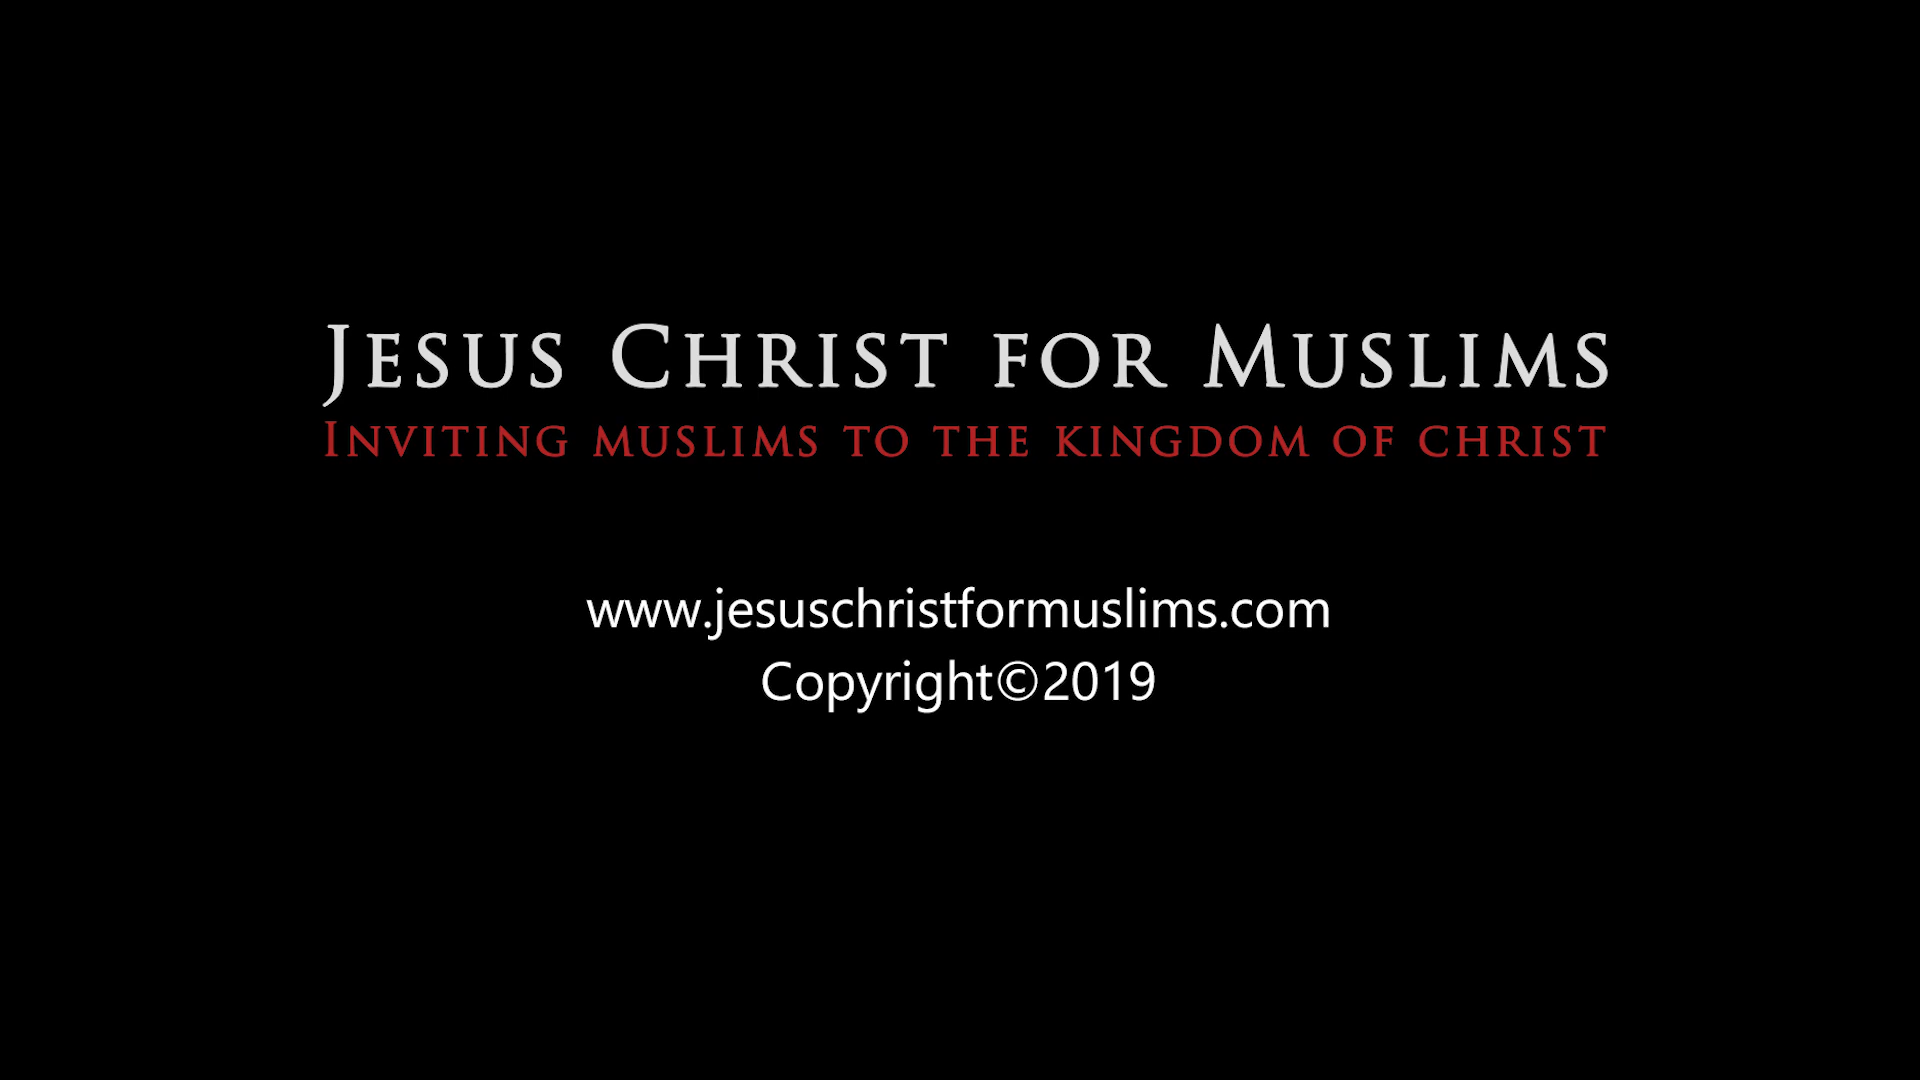 Jesus Christ for Muslims
Inviting muslims to the kingdom of christ
www.jesuschristformuslims.com
Copyright©2019